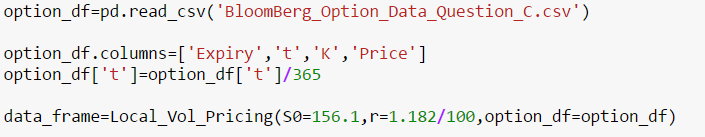 option_df=pd.read_csv('BloomBerg_Option_Data_Question_C.csv')
option_df.columns=['Expiry','t','K','Price']
option_df['t']=option_df['t']/365
data_frame=Local_Vol_Pricing(S0=156.1,r=1.182/100,option_df=option_df)